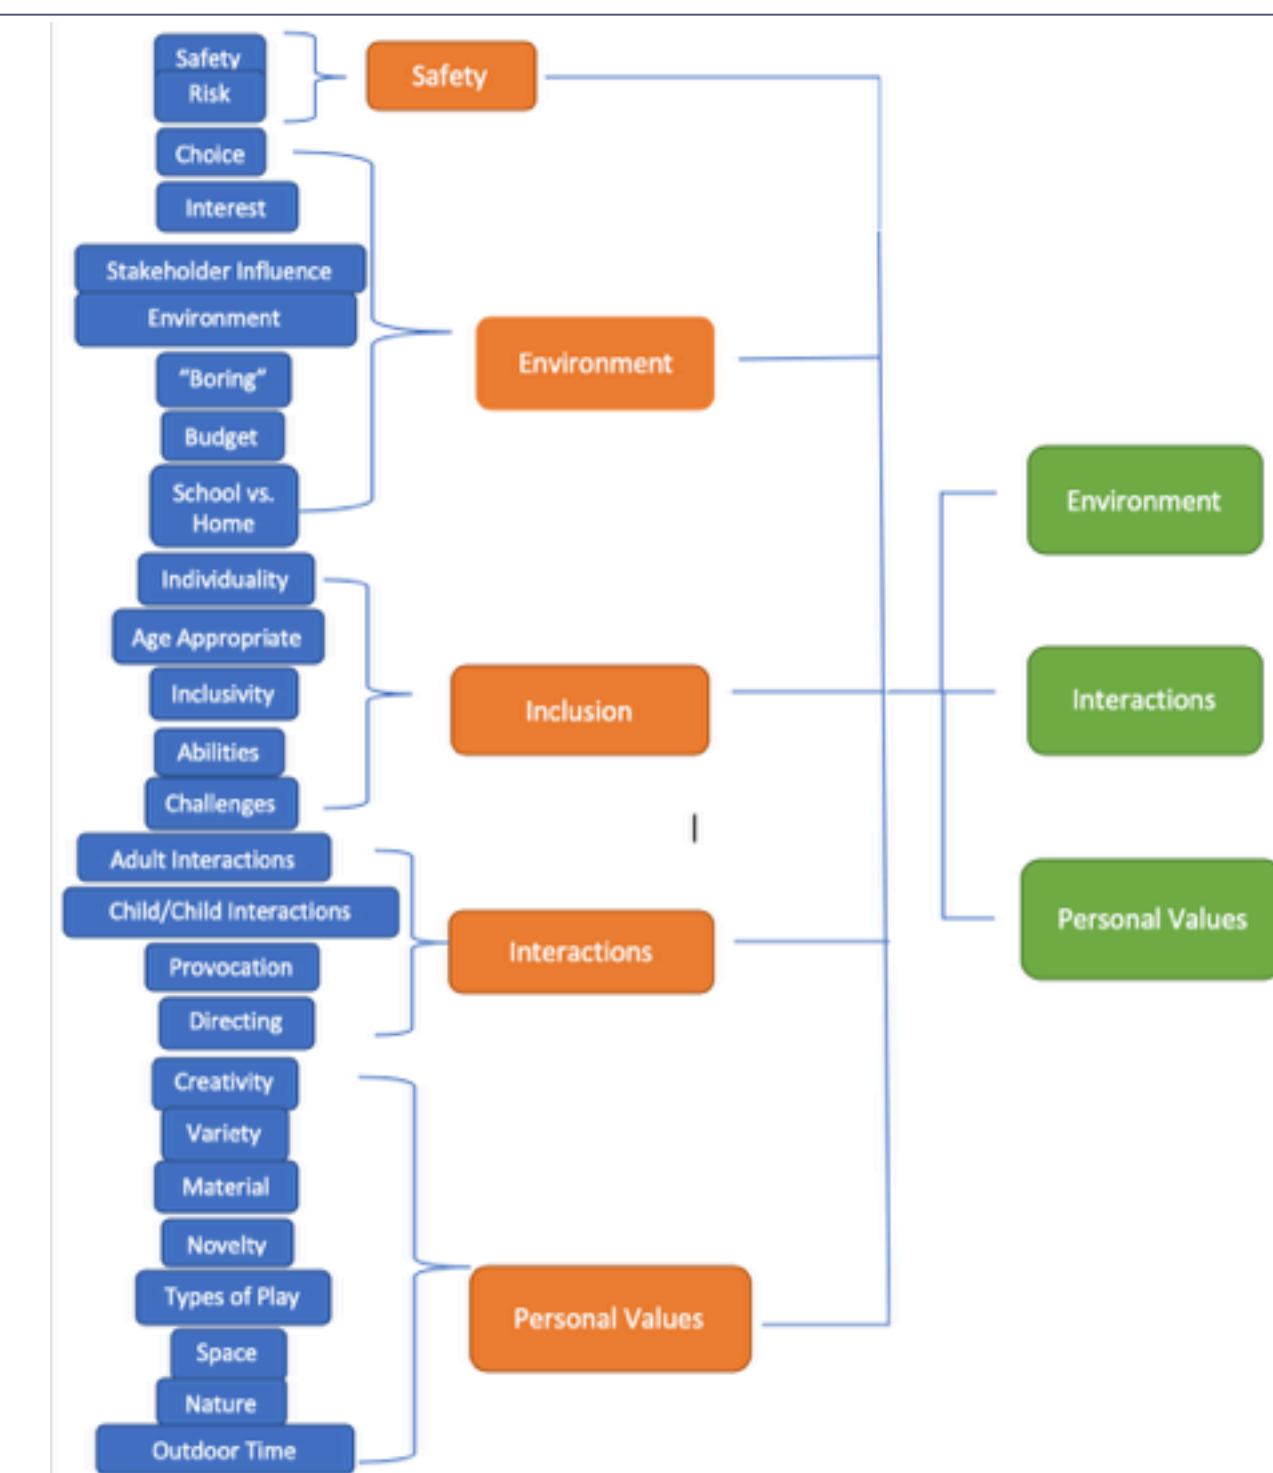 Safety
Risk
Choice
Interest
Stakeholder Influence
Environment
"Boring"
Budget
School vs.
Home
Individuality
Age Appropriate
Inclusivity
Abilities
Challenges
Adult Interactions
Child/Child Interactions
Provocation
Directing
Creativity
Variety
Material
Novelty
Types of Play
Space
Nature
Outdoor Time
Safety
Environment
Inclusion
Interactions
Personal Values
Environment
Interactions
Personal Values